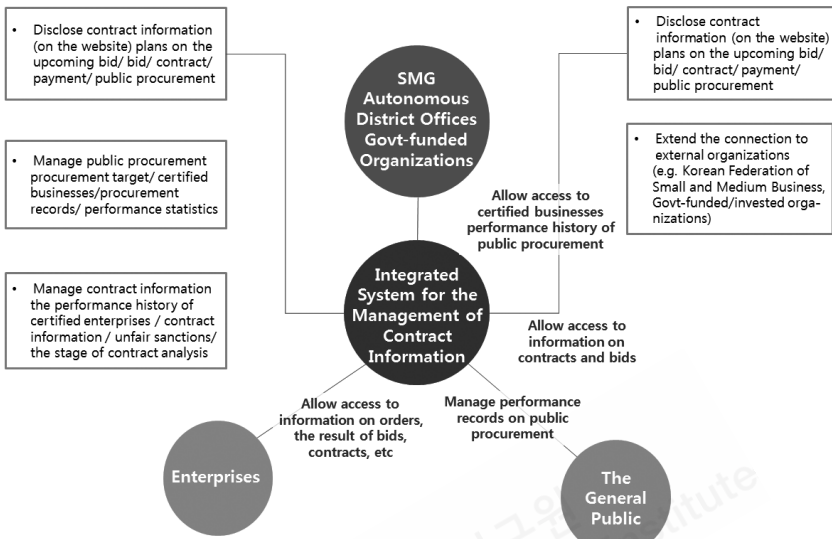 • Disclose contract information
(on the website) plans on the
upcoming bid/ bid/ contract/
payment/ public procurement
• Manage public procurement
procurement target/ certified
businesses/procurement
records/ performance statistics
• Manage contract information
the performance history of
certified enterprises / contract
information / unfair sanctions/
the stage of contract analysis
SMG
Autonomous
District Offices
Govt-funded
Organizations
• Disclose contract
information (on the website)
plans on the upcoming bid/
bid/ contract/ payment/
public procurement
• Extend the connection to
external organizations
(e.g. Korean Federation of
Small and Medium Business,
Govt-funded/invested orga-
nizations)
Allow access to
certified businesses
performance history of
public procurement
Integrated
System for the
Management of
Contract
Information
Allow access to
information on
contracts and bids
Allow access to
information on orders,
the result of bids,
contracts, etc
Manage performance
records on public
procurement
Enterprises
The
General
Public